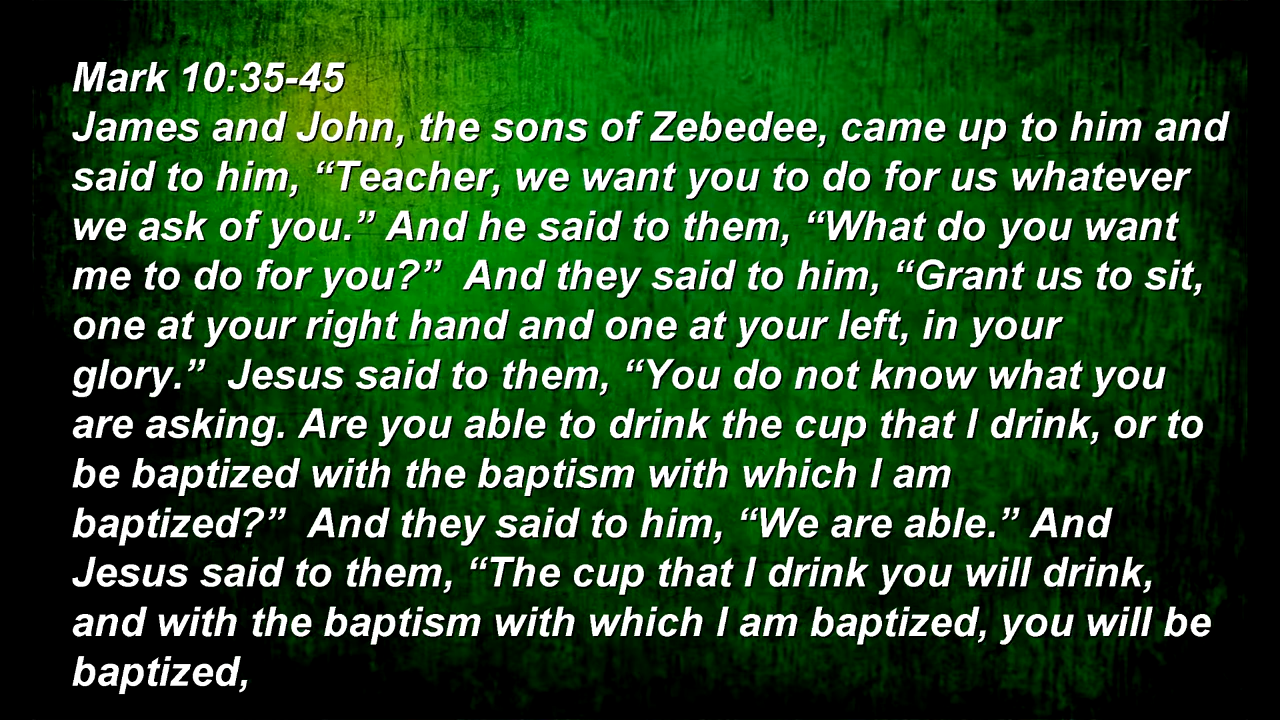 Mark 10:35-45
James and John, the sons of Zebedee, came up to him and
said to him, “Teacher, we want you to do for us whatever
we ask of you.” And he said to them, “What do you want
me to do for you?”  And they said to him, “Grant us to sit,
one at your right hand and one at your left, in your
glory.”  Jesus said to them, “You do not know what you
are asking. Are you able to drink the cup that I drink, or to
be baptized with the baptism with which I am
baptized?”  And they said to him, “We are able.” And
Jesus said to them, “The cup that I drink you will drink,
and with the baptism with which I am baptized, you will be
baptized,